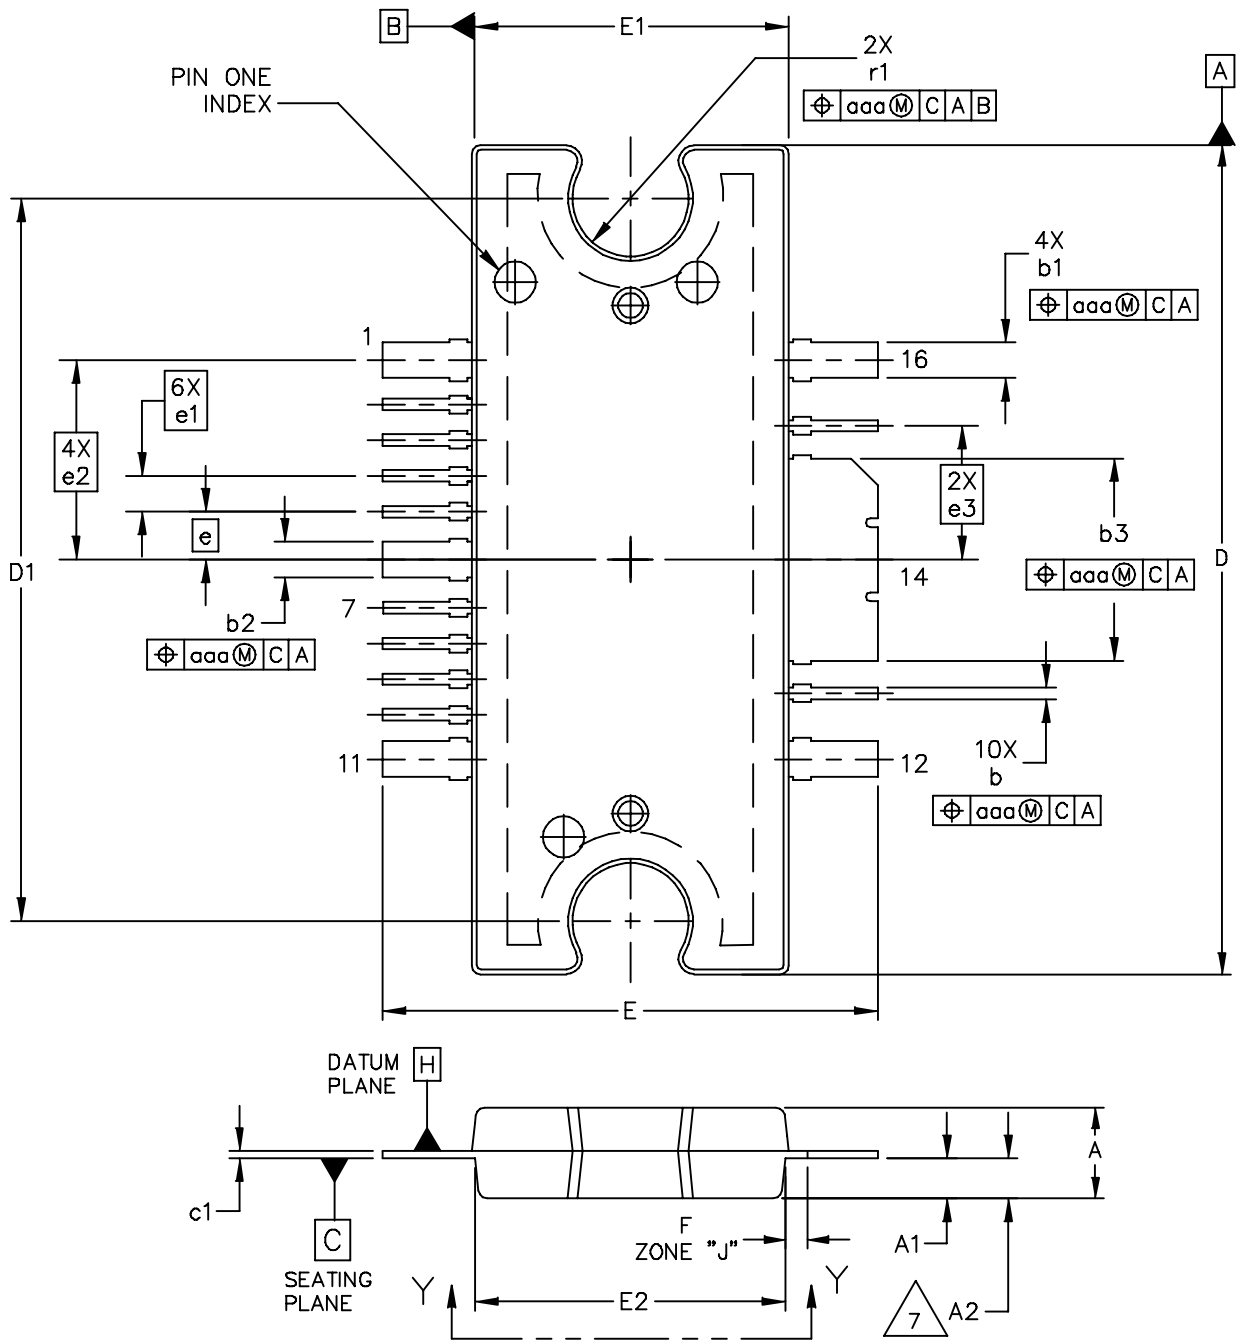 B
E1
2X
r1
⌖ aaa Ⓜ C A B
A
PIN ONE
INDEX
4X
b1
⌖ aaa Ⓜ C A
1
16
6X
e1
4X
e2
2X
e3
e
b3
⌖ aaa Ⓜ C A
D1
D
14
7
b2
⌖ aaa Ⓜ C A
11
12
10X
b
⌖ aaa Ⓜ C A
E
DATUM
PLANE
H
A
c1
C
SEATING
PLANE
F
ZONE "J"
A1
Y
Y
E2
7
A2